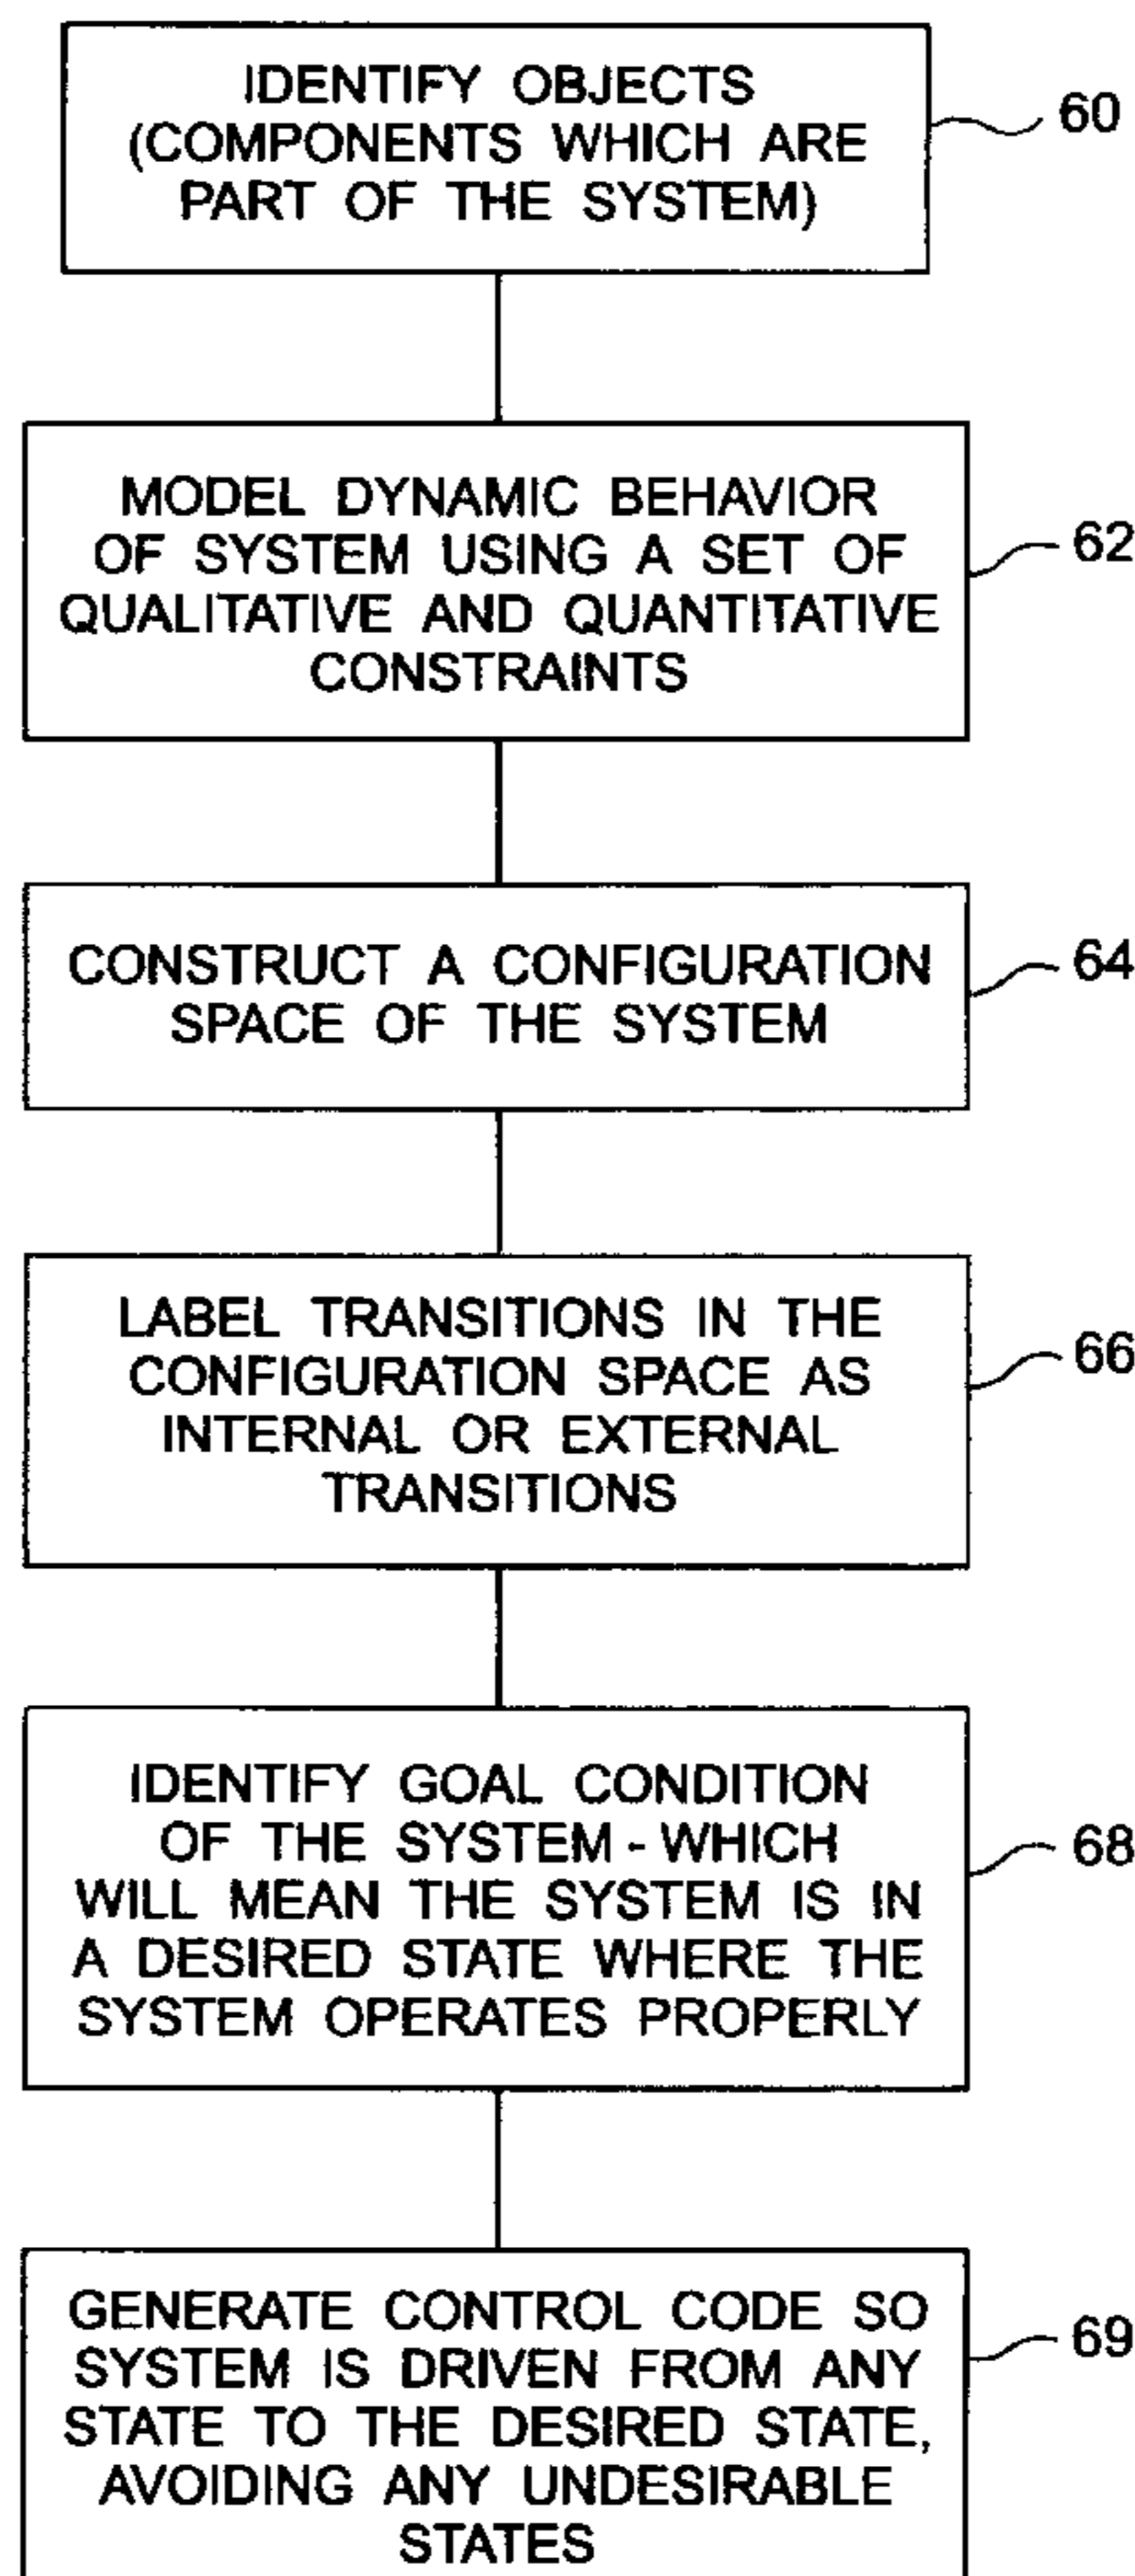 IDENTIFY OBJECTS
(COMPONENTS WHICH ARE
PART OF THE SYSTEM)
60
MODEL DYNAMIC BEHAVIOR
OF SYSTEM USING A SET OF
QUALITATIVE AND QUANTITATIVE
CONSTRAINTS
62
CONSTRUCT A CONFIGURATION
SPACE OF THE SYSTEM
64
LABEL TRANSITIONS IN THE
CONFIGURATION SPACE AS
INTERNAL OR EXTERNAL
TRANSITIONS
66
IDENTIFY GOAL CONDITION
OF THE SYSTEM - WHICH
WILL MEAN THE SYSTEM IS IN
A DESIRED STATE WHERE THE
SYSTEM OPERATES PROPERLY
68
GENERATE CONTROL CODE SO
SYSTEM IS DRIVEN FROM ANY
STATE TO THE DESIRED STATE,
AVOIDING ANY UNDESIRABLE
STATES
69